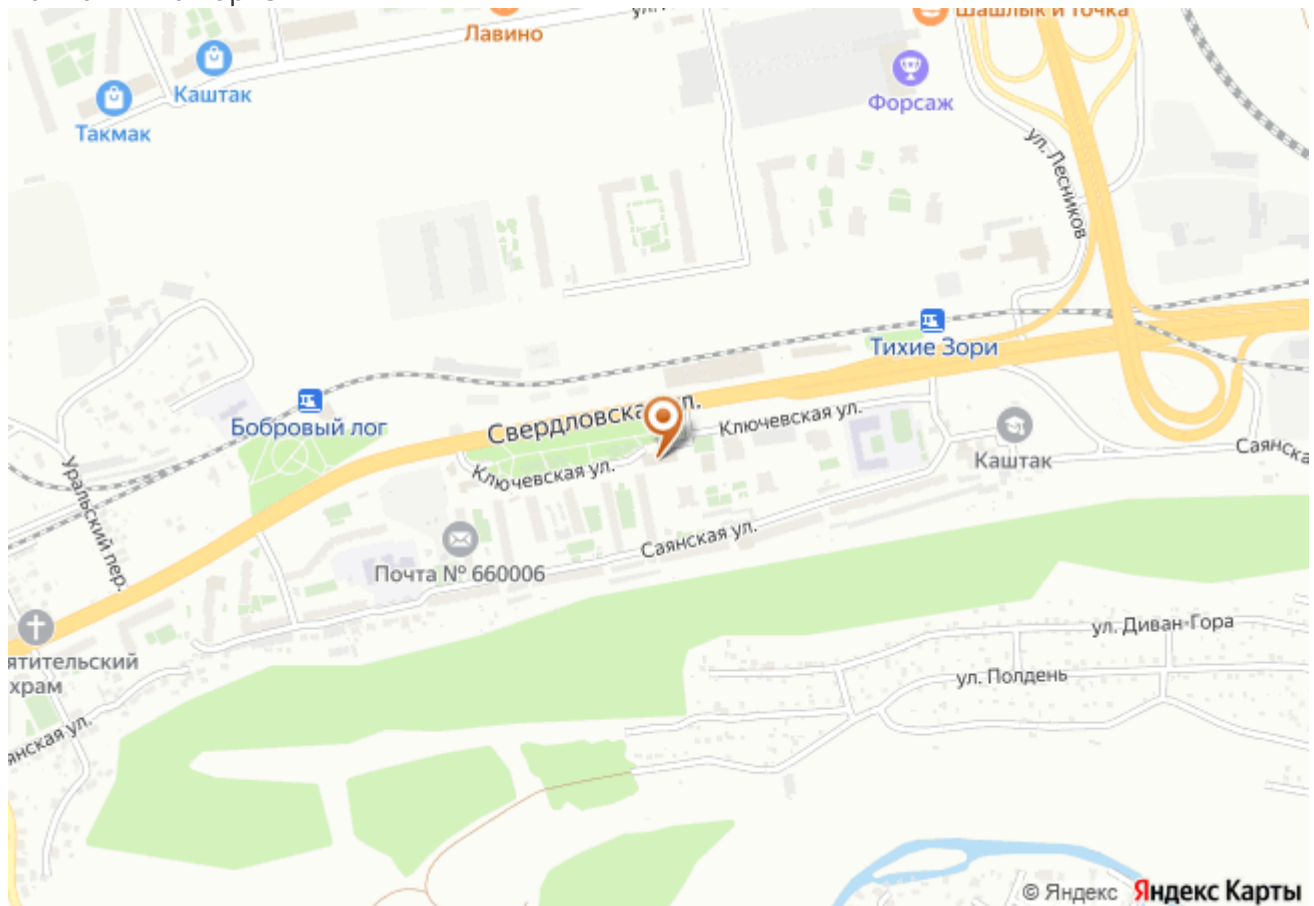 Шашлык и точка
Лавино
Каштак
Такмак
Форсаж
ул. Лесников
Тихие Зори
Бобровый лог
Свердловская ул.
Ключевская ул.
Ключевская ул.
Каштак
Саянска
Уральский пер.
Саянская ул.
Почта № 660006
ул. Диван-Гора
ятительский
храм
ул. Полдень
янская ул.
© Яндекс Яндекс Карты